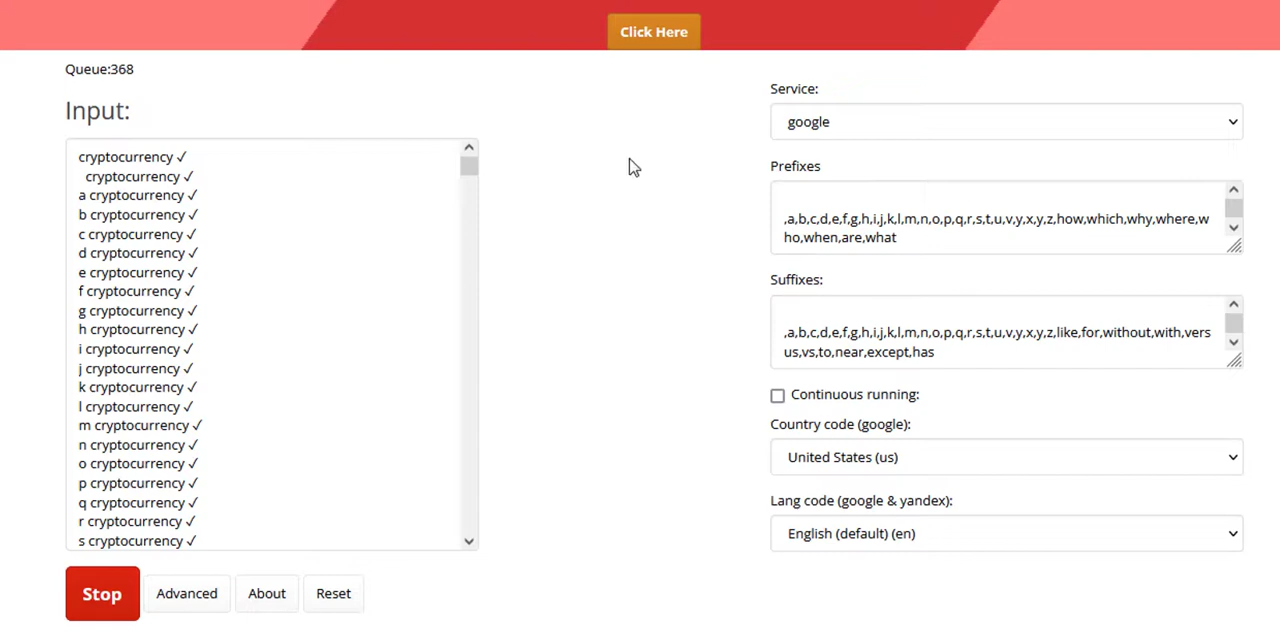 Click Here
Queue:368
Input:
cryptocurrency ✓
cryptocurrency ✓
a cryptocurrency ✓
b cryptocurrency ✓
c cryptocurrency ✓
d cryptocurrency ✓
e cryptocurrency ✓
f cryptocurrency ✓
g cryptocurrency ✓
h cryptocurrency ✓
i cryptocurrency ✓
j cryptocurrency ✓
k cryptocurrency ✓
l cryptocurrency ✓
m cryptocurrency ✓
n cryptocurrency ✓
o cryptocurrency ✓
p cryptocurrency ✓
q cryptocurrency ✓
r cryptocurrency ✓
s cryptocurrency ✓
Stop
Advanced
About
Reset
Service:
google
Prefixes
,a,b,c,d,e,f,g,h,i,j,k,l,m,n,o,p,q,r,s,t,u,v,y,x,y,z,how,which,why,where,w
ho,when,are,what
Suffixes:
,a,b,c,d,e,f,g,h,i,j,k,l,m,n,o,p,q,r,s,t,u,v,y,x,y,z,like,for,without,with,vers
us,vs,to,near,except,has
Continuous running:
Country code (google):
United States (us)
Lang code (google & yandex):
English (default) (en)